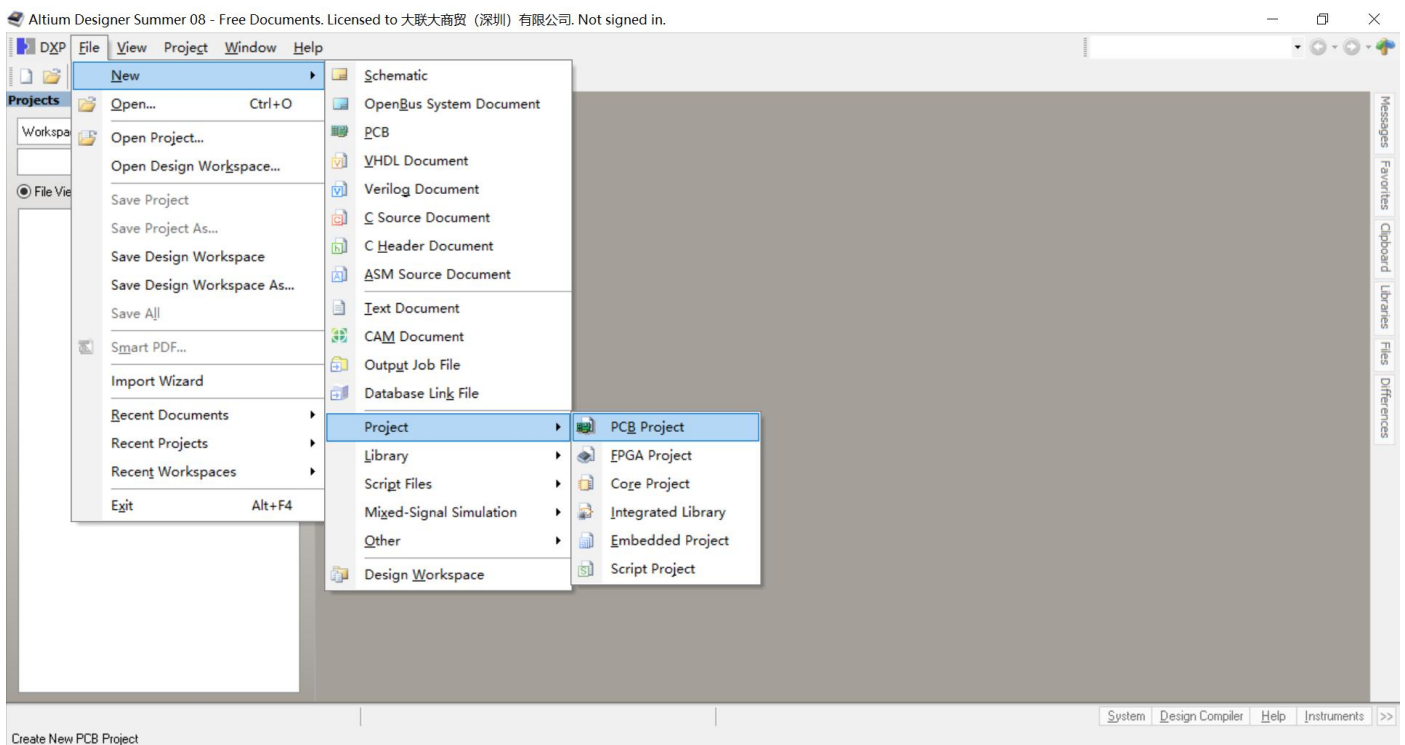 Altium Designer Summer 08 - Free Documents. Licensed to 大联大商贸（深圳）有限公司. Not signed in.
DXP File View Project Window Help
Projects
Workspa
File Vie
New
Open... Ctrl+O
Open Project...
Open Design Workspace...
Save Project
Save Project As...
Save Design Workspace
Save Design Workspace As...
Save All
Smart PDF...
Import Wizard
Recent Documents
Recent Projects
Recent Workspaces
Exit Alt+F4
Schematic
OpenBus System Document
PCB
VHDL Document
Verilog Document
C Source Document
C Header Document
ASM Source Document
Text Document
CAM Document
Output Job File
Database Link File
Project
Library
Script Files
Mixed-Signal Simulation
Other
Design Workspace
PCB Project
FPGA Project
Core Project
Integrated Library
Embedded Project
Script Project
Messages
Favorites
Clipboard
Libraries
Files
Differences
System Design Compiler Help Instruments >>
Create New PCB Project